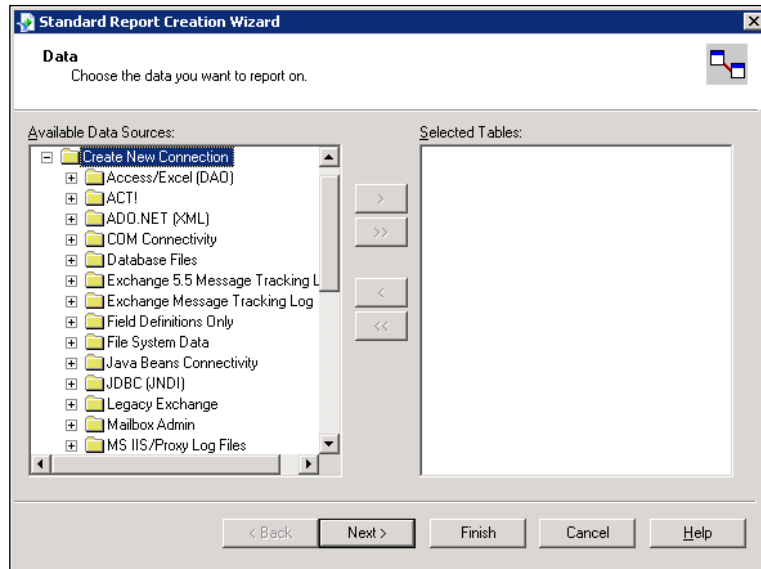 Standard Report Creation Wizard
Data
Choose the data you want to report on.
Available Data Sources:
Selected Tables:
Create New Connection
Access/Excel (DAO)
ACT!
ADO.NET (XML)
COM Connectivity
Database Files
Exchange 5.5 Message Tracking L
Exchange Message Tracking Log
Field Definitions Only
File System Data
Java Beans Connectivity
JDBC (JNDI)
Legacy Exchange
Mailbox Admin
MS IIS/Proxy Log Files
>
>>
<
<<
< Back Next > Finish Cancel Help